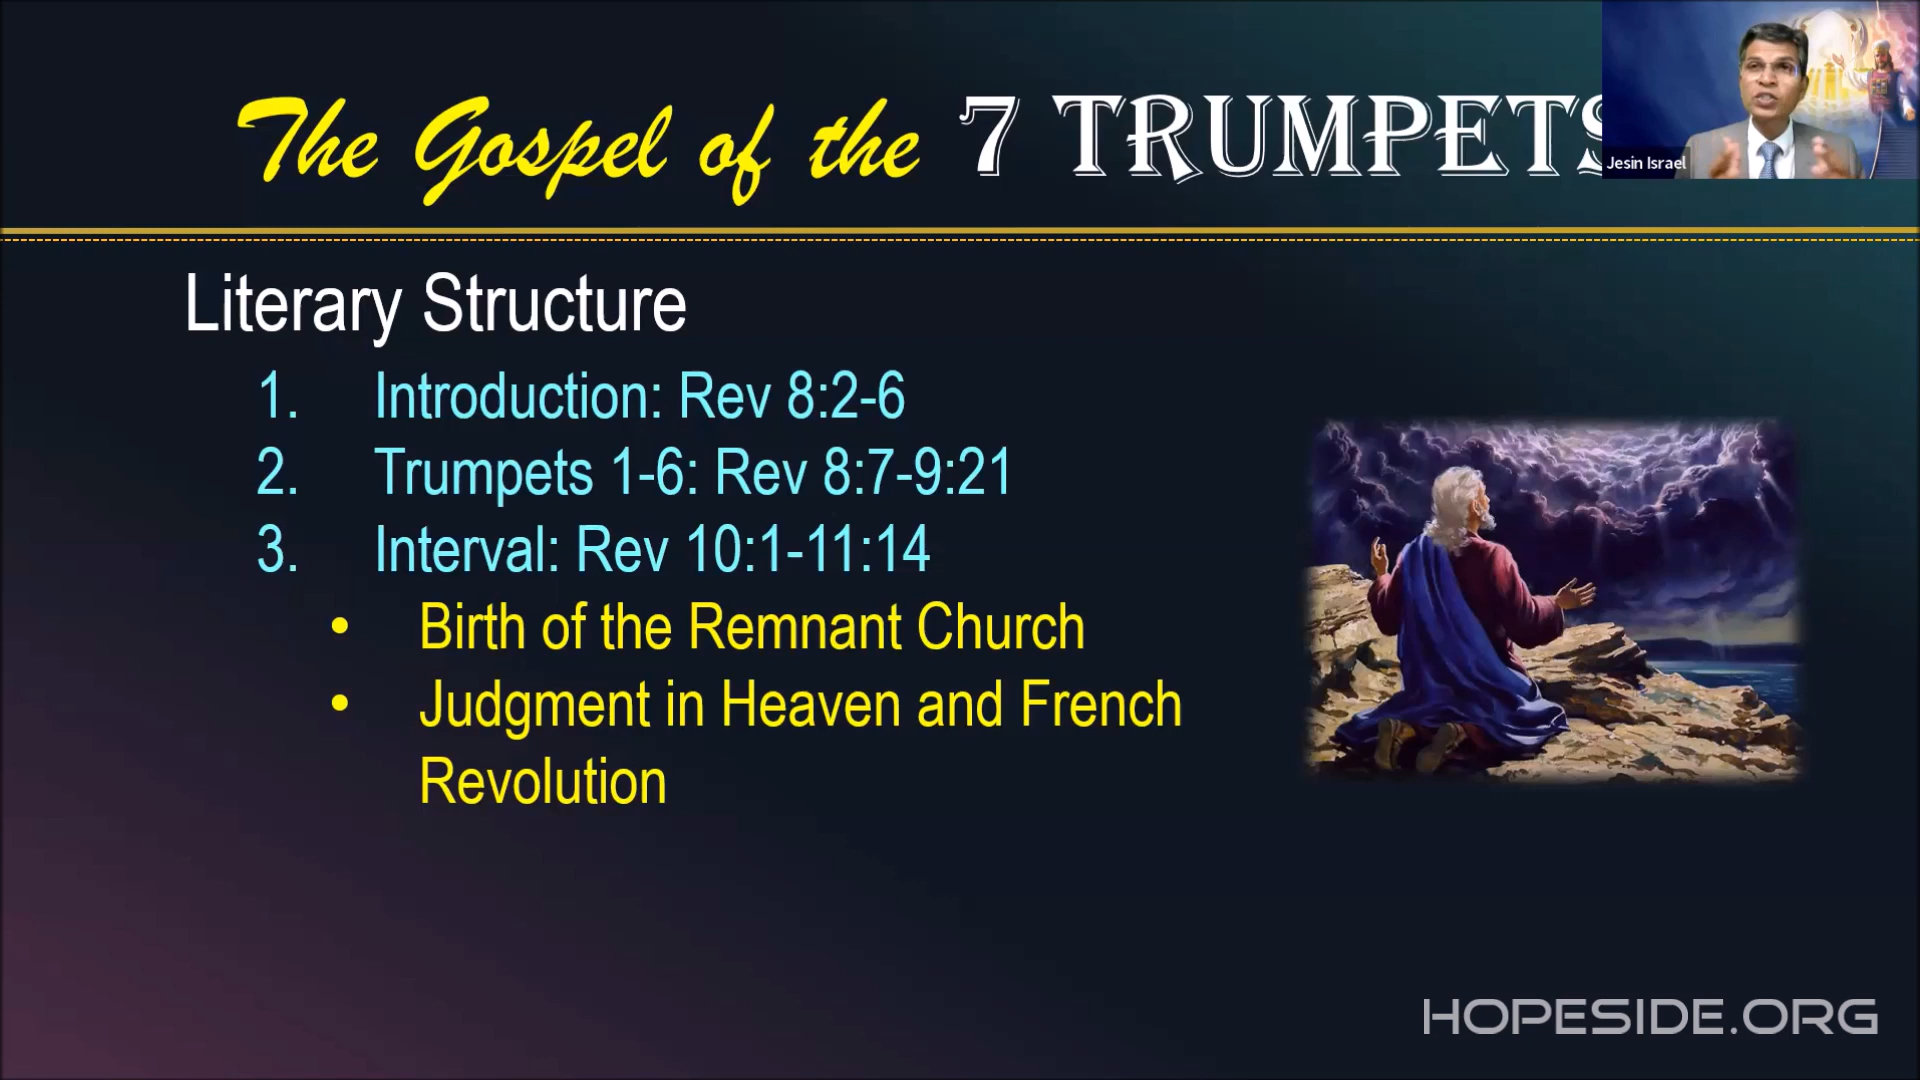 The Gospel of the 7 TRUMPETS
Jesin Israel
Literary Structure
1. Introduction: Rev 8:2-6
2. Trumpets 1-6: Rev 8:7-9:21
3. Interval: Rev 10:1-11:14
• Birth of the Remnant Church
• Judgment in Heaven and French
Revolution
HOPESIDE.ORG